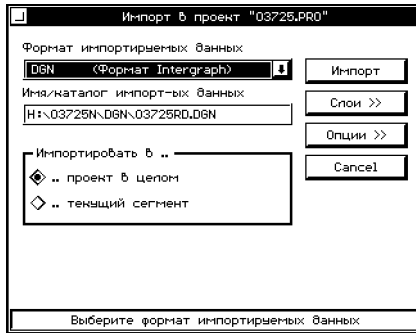 Импорт в проект "03725.PRO"
Формат импортируемых данных
DGN (Формат Intergraph)
Импорт
Имя/каталог импорт-ых данных
Слои >>
H:\03725N\DGN\03725RD.DGN
Опции >>
Импортировать в ..
Cancel
.. проект в целом
.. текущий сегмент
Выберите формат импортируемых данных